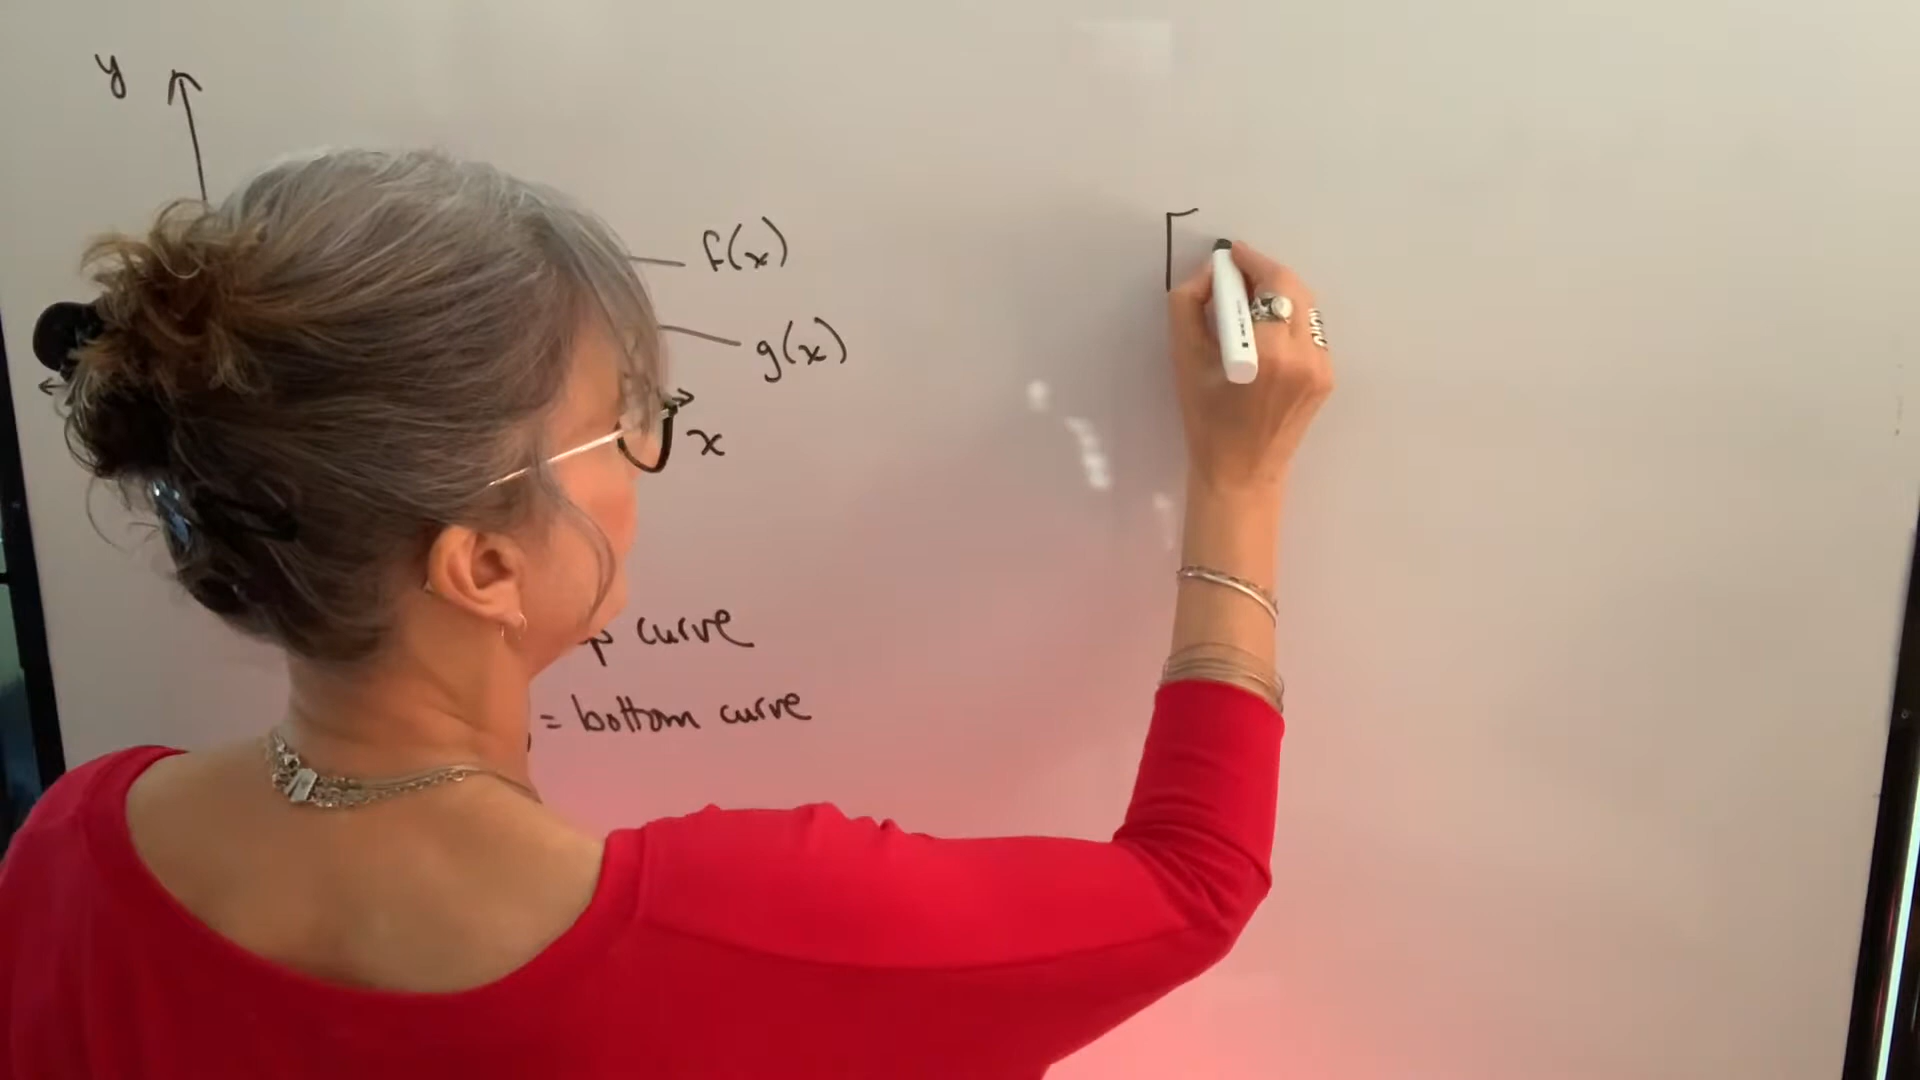 y
f(x)
g(x)
x
curve
= bottom curve